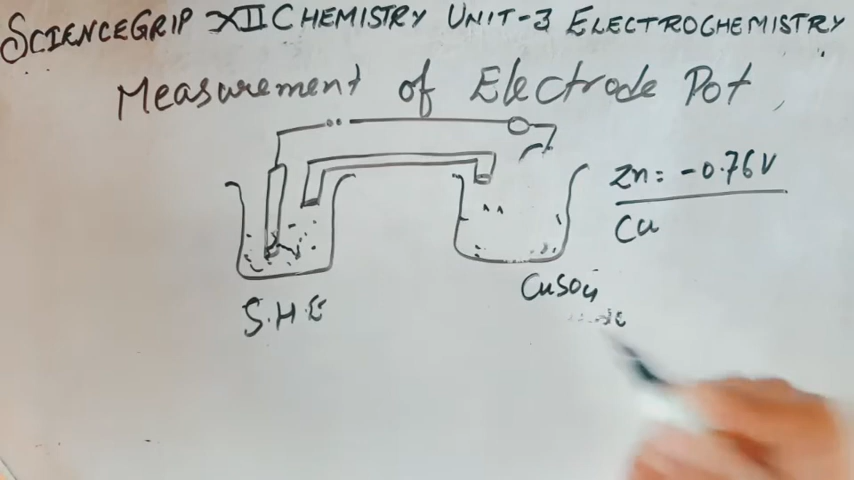 SCIENCEGRIP XII CHEMISTRY UNIT-3 ELECTROCHEMISTRY
Measurement of Electrode Pot,
Zn = -0.76V
Cu
CuSO4
S.H.E